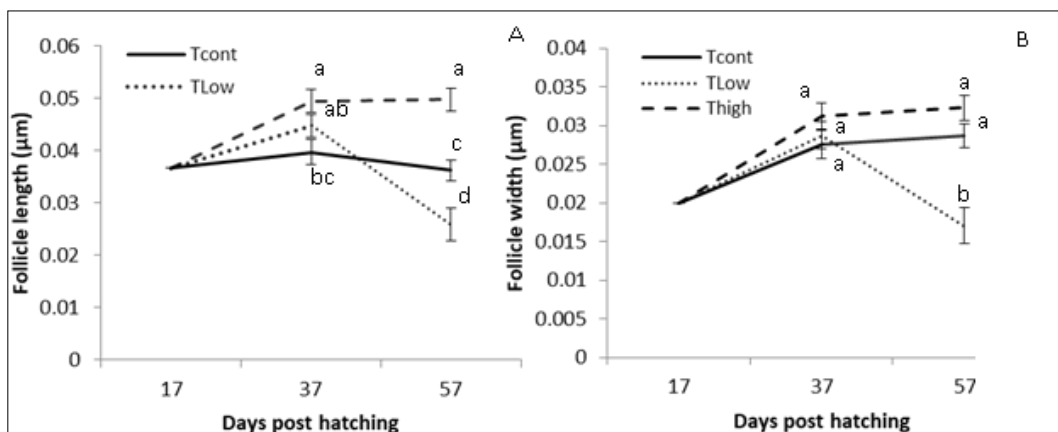 A
Tcont
TLow
Follicle length (µm)
0.06
0.05
0.04
0.03
0.02
0.01
0
a
a
ab
c
bc
d
17
37
57
Days post hatching
B
Tcont
TLow
Thigh
Follicle width (µm)
0.04
0.035
0.03
0.025
0.02
0.015
0.01
0.005
0
a
a
a
a
a
b
17
37
57
Days post hatching